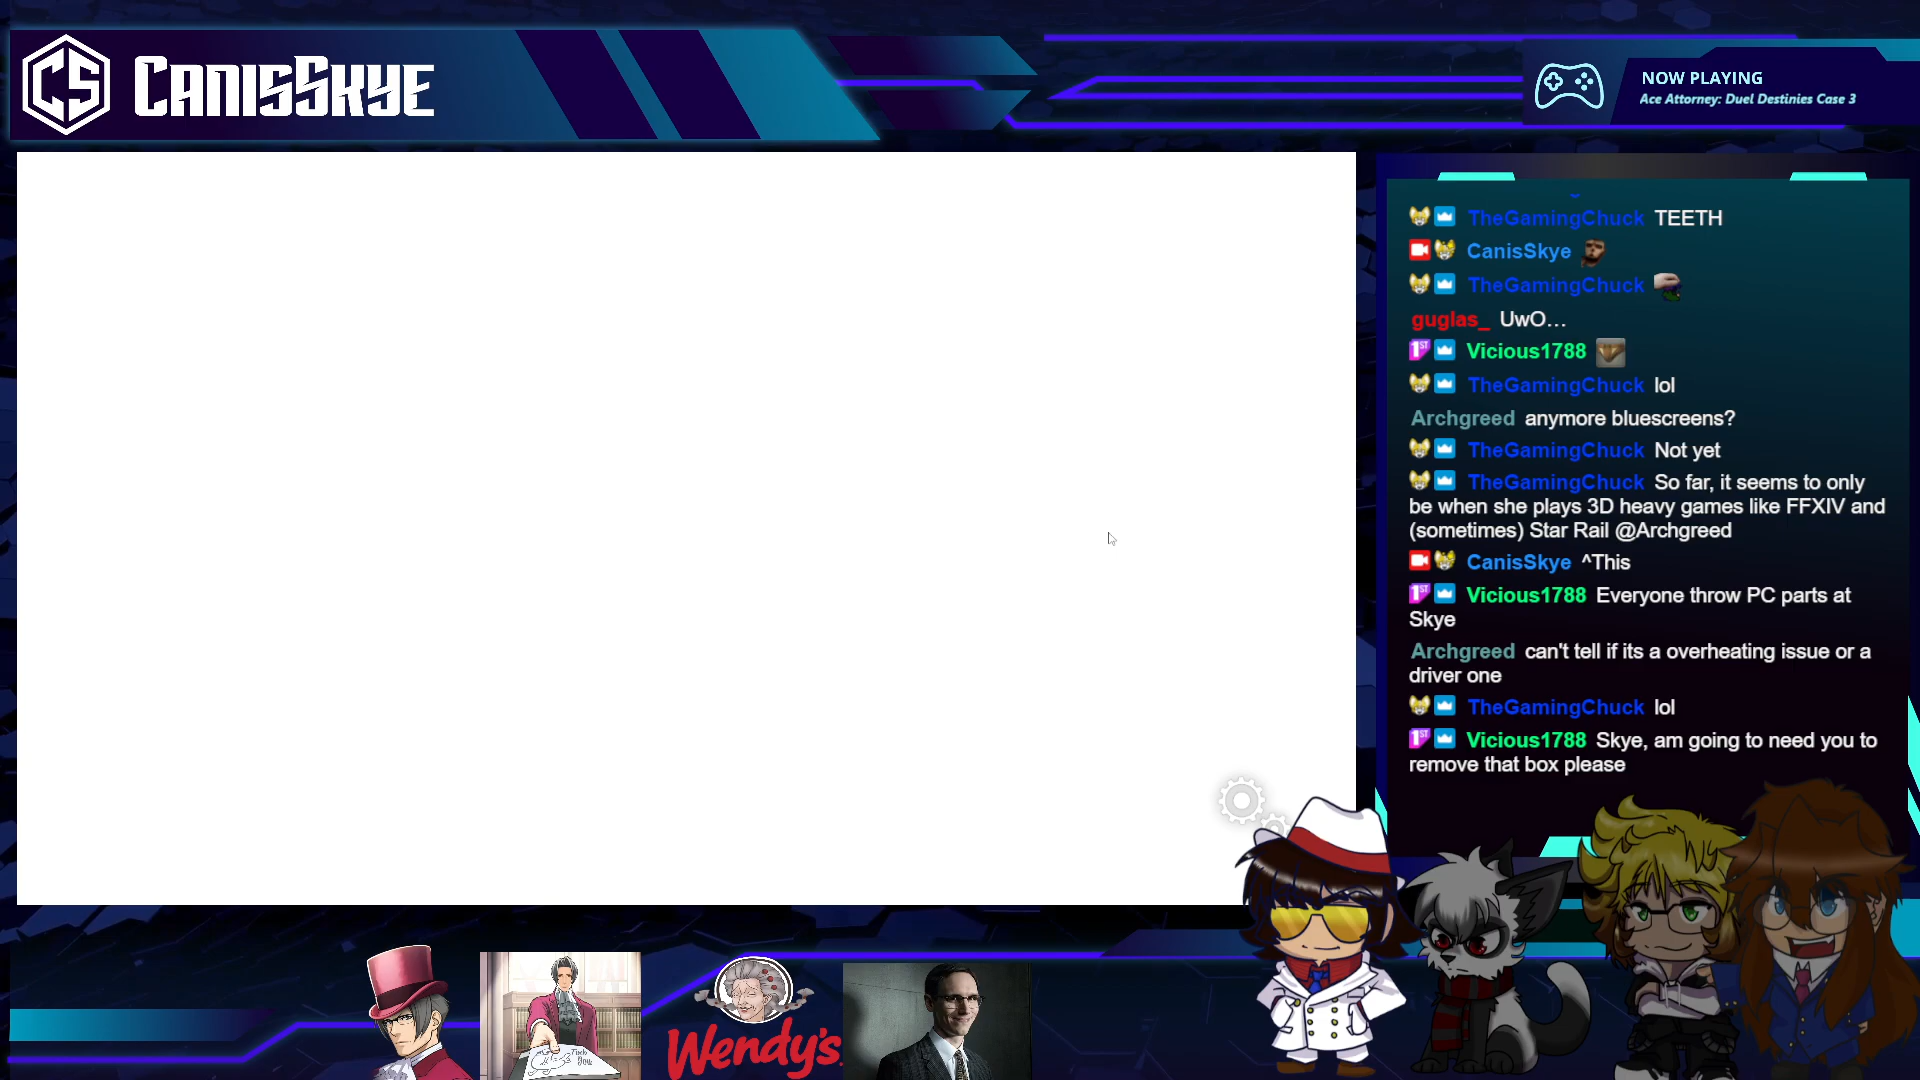 CS CANISSKYE
NOW PLAYING
Ace Attorney: Duel Destinies Case 3
TheGamingChuck TEETH
CanisSkye
TheGamingChuck
guglas_ UwO...
Vicious1788
TheGamingChuck lol
Archgreed anymore bluescreens?
TheGamingChuck Not yet
TheGamingChuck So far, it seems to only
be when she plays 3D heavy games like FFXIV and
(sometimes) Star Rail @Archgreed
CanisSkye ^This
Vicious1788 Everyone throw PC parts at
Skye
Archgreed can't tell if its a overheating issue or a
driver one
TheGamingChuck lol
Vicious1788 Skye, am going to need you to
remove that box please
Fuck
You
Wendy's